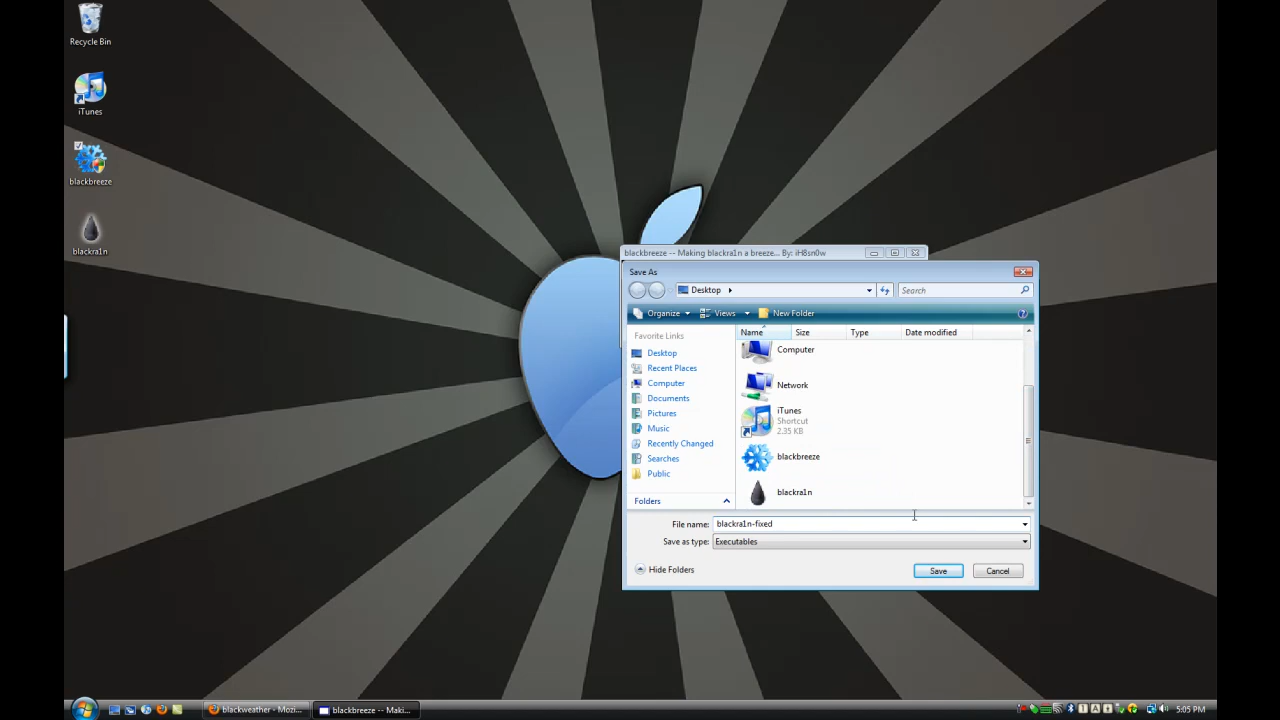 Recycle Bin
iTunes
blackbreeze
blackra1n
blackbreeze -- Making blackra1n a breeze... By: iH8sn0w
Save As
Desktop
Search
Organize
Views
New Folder
Favorite Links
Desktop
Recent Places
Computer
Documents
Pictures
Music
Recently Changed
Searches
Public
Folders
Name Size Type Date modified
Computer
Network
iTunes
Shortcut
2.35 KB
blackbreeze
blackra1n
File name: blackra1n-fixed
Save as type: Executables
Hide Folders
Save
Cancel
blackweather - Mozi...
blackbreeze -- Maki...
5:05 PM